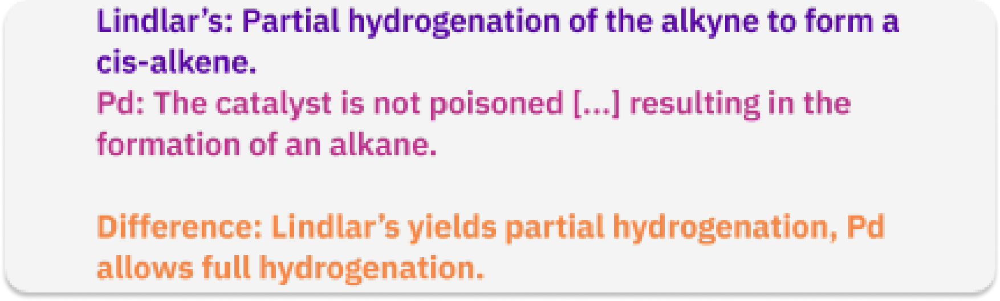 Lindlar’s: Partial hydrogenation of the alkyne to form a
cis-alkene.
Pd: The catalyst is not poisoned [...] resulting in the
formation of an alkane.
Difference: Lindlar’s yields partial hydrogenation, Pd
allows full hydrogenation.